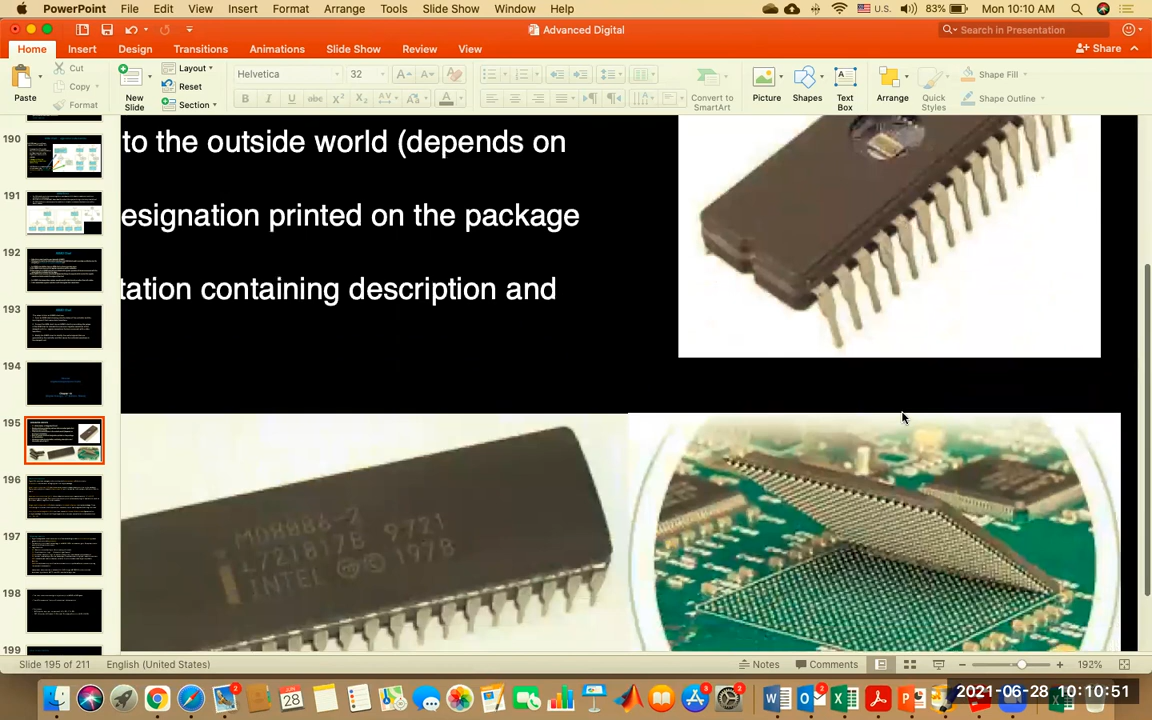 PowerPoint File Edit View Insert Format Arrange Tools Slide Show Window Help U.S. 83% Mon 10:10 AM
Advanced Digital Search in Presentation
Home Insert Design Transitions Animations Slide Show Review View Share
Paste Cut Copy Format New Slide Layout Reset Section Helvetica 32 Convert to SmartArt Picture Shapes Text Box Arrange Quick Styles Shape Fill Shape Outline
190
191
192
193
194
195
196
197
198
199
to the outside world (depends on
esignation printed on the package
tation containing description and
9721
INTEL
Slide 195 of 211 English (United States) Notes Comments 192%
JUN 28
2021-06-28 10:10:51